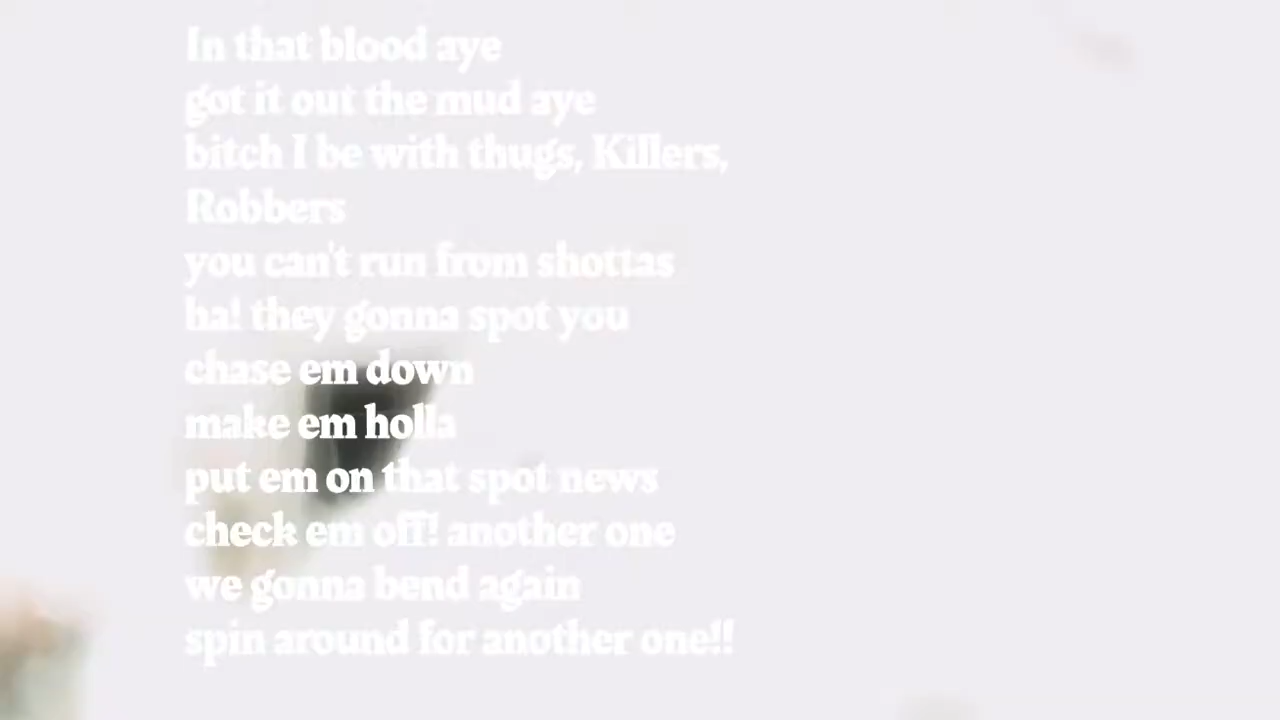 In that blood aye
got it out the mud aye
bitch I be with thugs, Killers,
Robbers
you can't run from shottas
ha! they gonna spot you
chase em down
make em holla
put em on that spot news
check em off! another one
we gonna bend again
spin around for another one!!